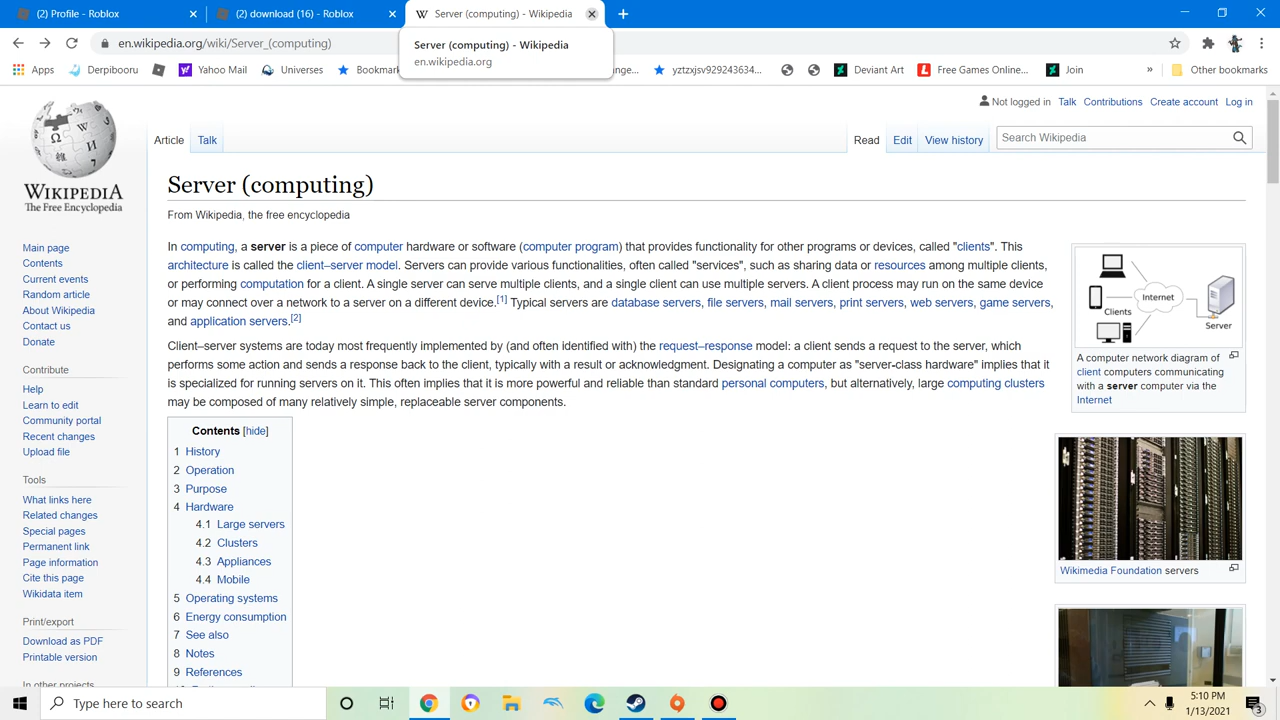 (2) Profile - Roblox
(2) download (16) - Roblox
Server (computing) - Wikipedia
en.wikipedia.org/wiki/Server_(computing)
Server (computing) - Wikipedia
en.wikipedia.org
Apps
Derpibooru
Yahoo Mail
Universes
Bookmar
nge...
yztzxjsv929243634...
Deviant Art
Free Games Online...
Join
»
Other bookmarks
Not logged in Talk Contributions Create account Log in
Article Talk Read Edit View history Search Wikipedia
WIKIPEDIA
The Free Encyclopedia
Main page
Contents
Current events
Random article
About Wikipedia
Contact us
Donate
Contribute
Help
Learn to edit
Community portal
Recent changes
Upload file
Tools
What links here
Related changes
Special pages
Permanent link
Page information
Cite this page
Wikidata item
Print/export
Download as PDF
Printable version
In other projects
Server (computing)
From Wikipedia, the free encyclopedia
In computing, a server is a piece of computer hardware or software (computer program) that provides functionality for other programs or devices, called "clients". This
architecture is called the client–server model. Servers can provide various functionalities, often called "services", such as sharing data or resources among multiple clients,
or performing computation for a client. A single server can serve multiple clients, and a single client can use multiple servers. A client process may run on the same device
or may connect over a network to a server on a different device.[1] Typical servers are database servers, file servers, mail servers, print servers, web servers, game servers,
and application servers.[2]
Client–server systems are today most frequently implemented by (and often identified with) the request–response model: a client sends a request to the server, which
performs some action and sends a response back to the client, typically with a result or acknowledgment. Designating a computer as "server-class hardware" implies that it
is specialized for running servers on it. This often implies that it is more powerful and reliable than standard personal computers, but alternatively, large computing clusters
may be composed of many relatively simple, replaceable server components.
Contents [hide]
1 History
2 Operation
3 Purpose
4 Hardware
4.1 Large servers
4.2 Clusters
4.3 Appliances
4.4 Mobile
5 Operating systems
6 Energy consumption
7 See also
8 Notes
9 References
Internet
Clients
Server
A computer network diagram of
client computers communicating
with a server computer via the
Internet
Wikimedia Foundation servers
Type here to search
5:10 PM
1/13/2021
3